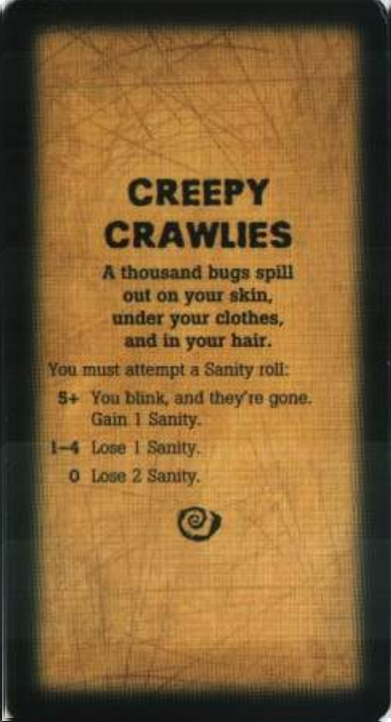 CREEPY
CRAWLIES
A thousand bugs spill
out on your skin,
under your clothes,
and in your hair.
You must attempt a Sanity roll:
5+ You blink, and they're gone.
Gain 1 Sanity.
1–4 Lose 1 Sanity.
0 Lose 2 Sanity.